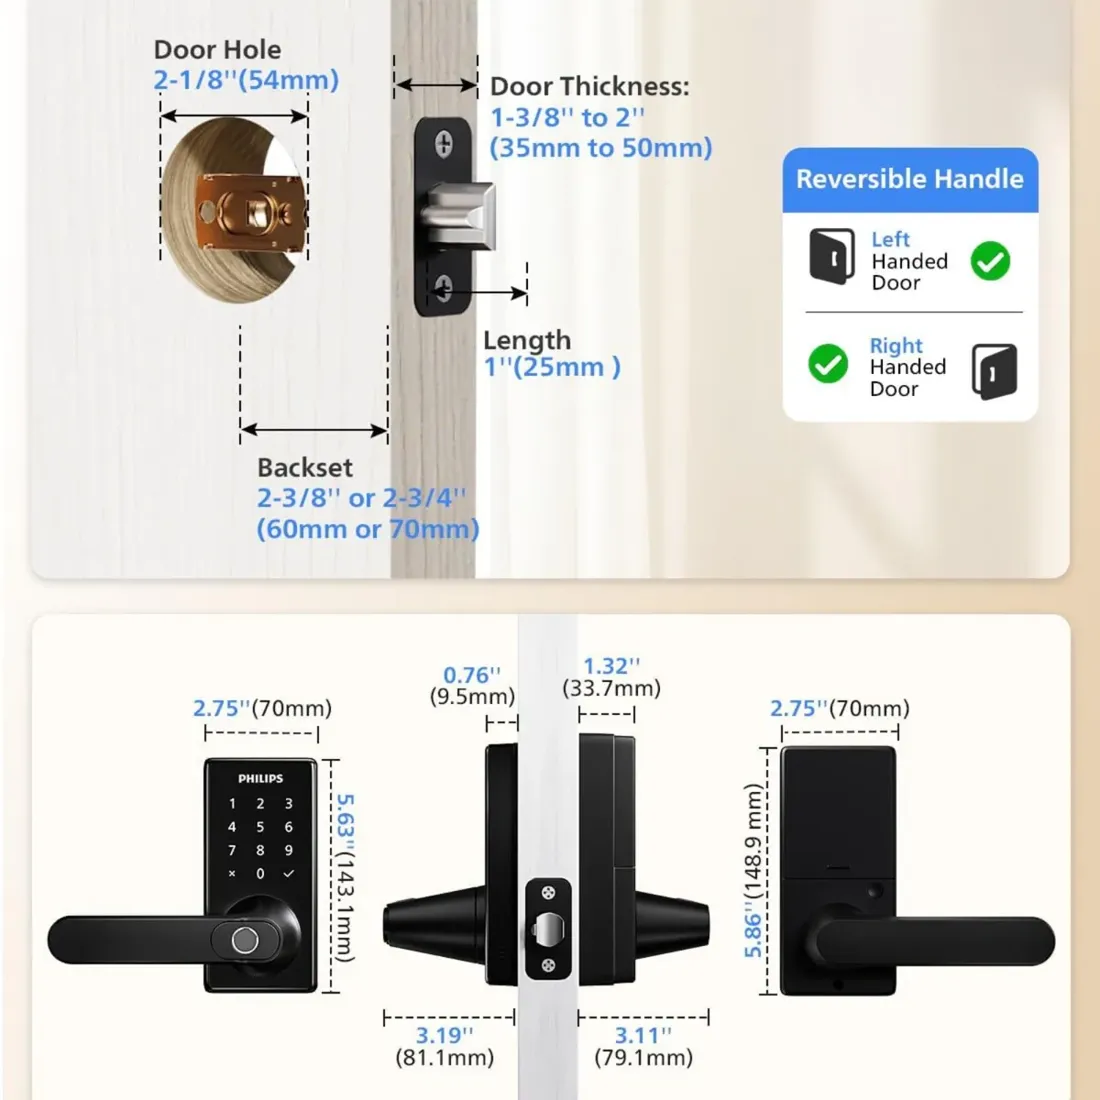 Door Hole
2-1/8''(54mm)
Door Thickness:
1-3/8'' to 2''
(35mm to 50mm)
Reversible Handle
Left
Handed
Door
Right
Handed
Door
Length
1''(25mm )
Backset
2-3/8'' or 2-3/4''
(60mm or 70mm)
2.75''(70mm)
0.76''
(9.5mm)
1.32''
(33.7mm)
2.75''(70mm)
PHILIPS
1 2 3
4 5 6
7 8 9
× 0 ✓
5.63''(143.1mm)
5.86''(148.9 mm)
3.19''
(81.1mm)
3.11''
(79.1mm)